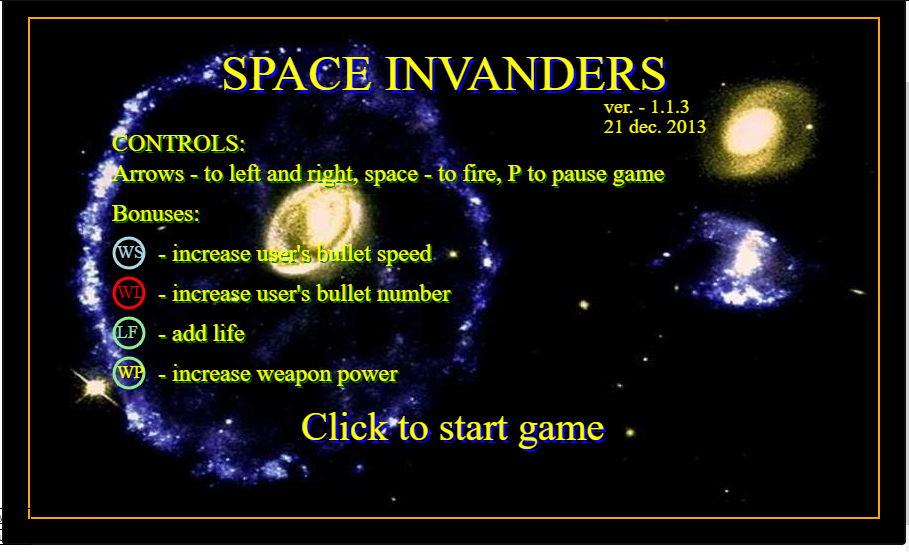 SPACE INVANDERS
ver. - 1.1.3
21 dec. 2013
CONTROLS:
Arrows - to left and right, space - to fire, P to pause game
Bonuses:
WS - increase user's bullet speed
WL - increase user's bullet number
LF - add life
WP - increase weapon power
Click to start game